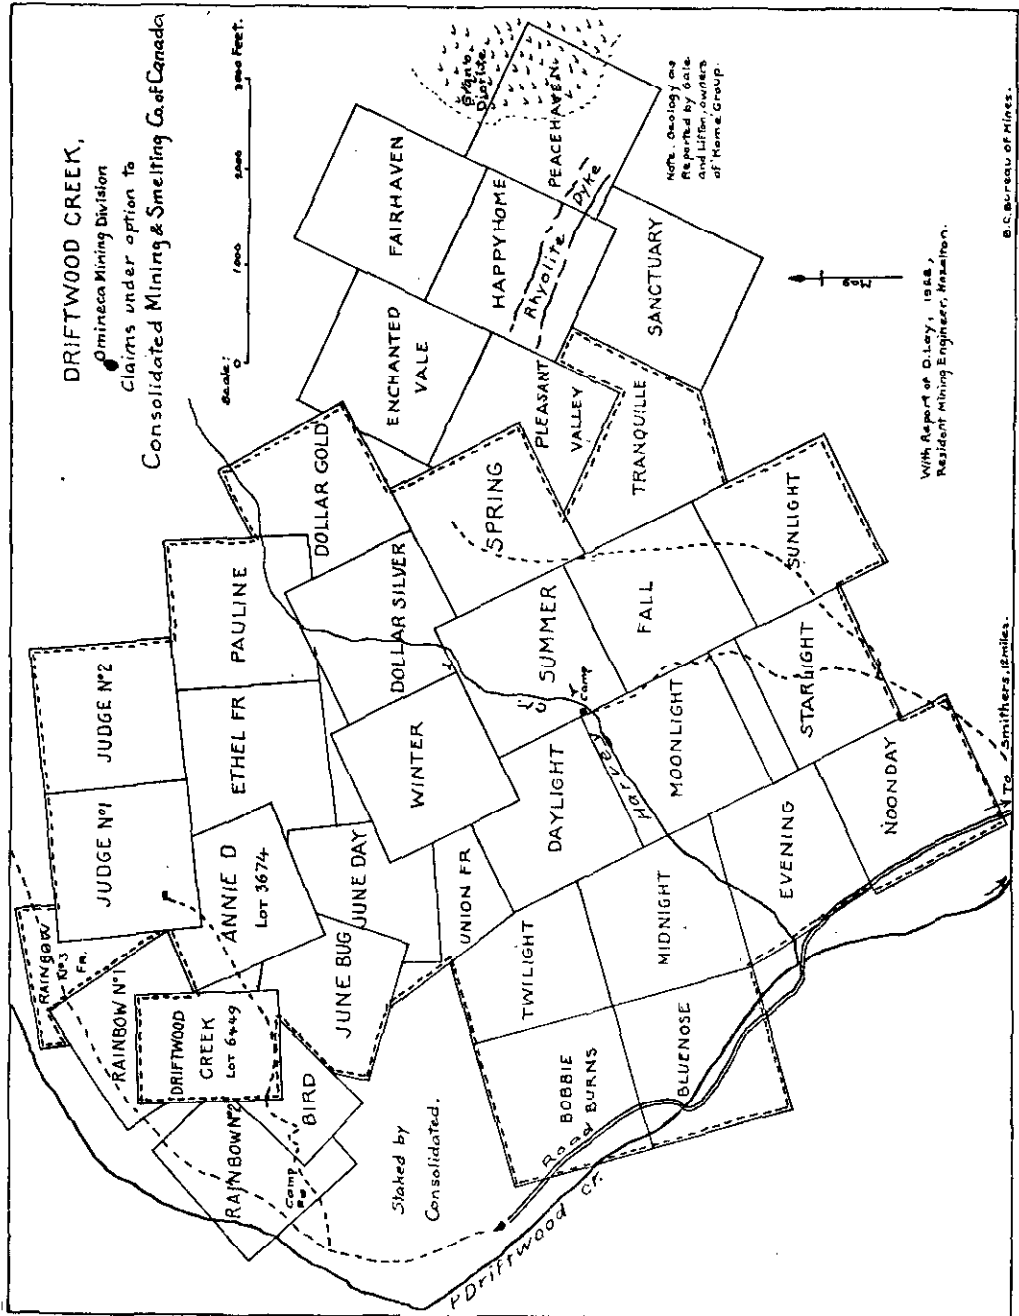 DRIFTWOOD CREEK,
Omineca Mining Division
Claims under option to
Consolidated Mining & Smelting Co. of Canada
Scale:
0
1000
2000
3000 Feet.
RAINBOW
Nº3
FR.
RAINBOW Nº1
RAINBOW Nº2
JUDGE Nº1
JUDGE Nº2
DRIFTWOOD
CREEK
LOT 6449
ANNIE D
LOT 3674
ETHEL FR
PAULINE
BIRD
Camp
JUNE BUG
JUNE DAY
DOLLAR GOLD
DOLLAR SILVER
WINTER
UNION FR
Staked by
Consolidated.
TWILIGHT
DAYLIGHT
SUMMER
Camp
SPRING
ENCHANTED
VALE
FAIRHAVEN
Diorite
HAPPY HOME
PEACEHAVEN
Rhyolite Dyke
PLEASANT
VALLEY
TRANQUILLE
SANCTUARY
BOBBIE
BURNS
BLUENOSE
MIDNIGHT
Harvey
MOONLIGHT
FALL
SUNLIGHT
EVENING
STARLIGHT
NOONDAY
Road
Driftwood Cr.
To Smithers, 12 miles.
Note. Geology as
Reported by Gale
and Lifton, owners
of Home Group.
With Report of D. Lay,
Resident Mining Engineer, Hazelton.
B.C. Bureau of Mines.